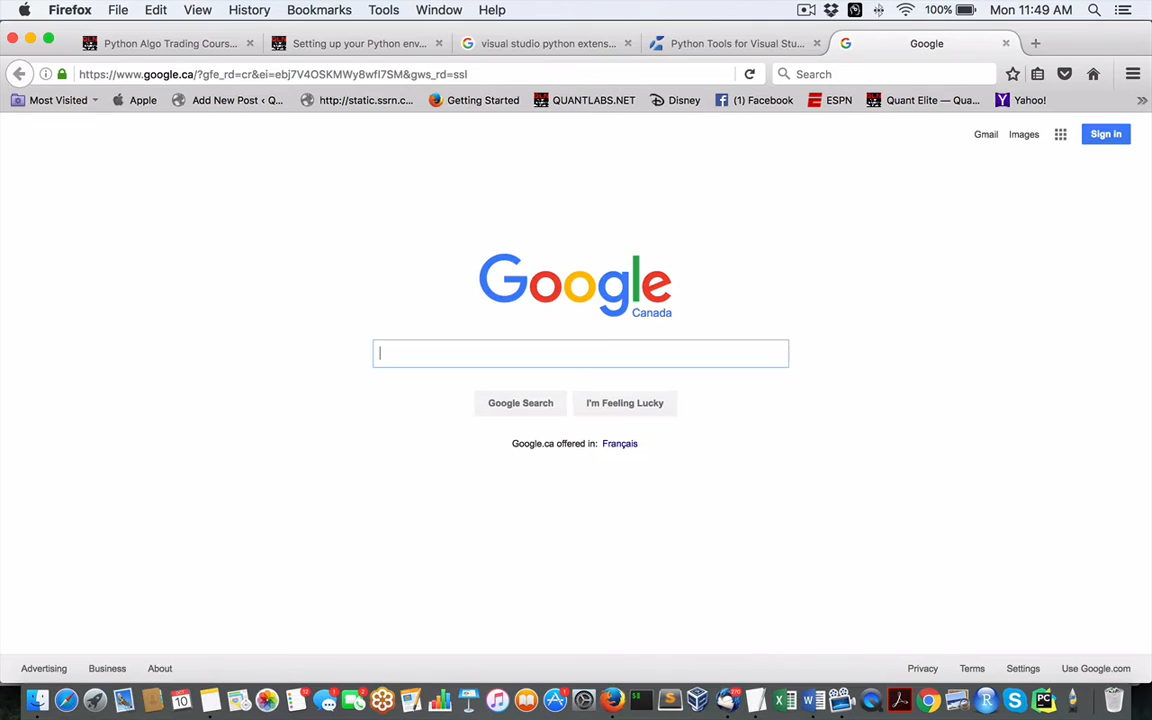 Firefox File Edit View History Bookmarks Tools Window Help 100% Mon 11:49 AM
Python Algo Trading Cours... Setting up your Python env... visual studio python extens... Python Tools for Visual Stu... Google
https://www.google.ca/?gfe_rd=cr&ei=ebj7V4OSKMWy8wfI7SM&gws_rd=ssl Search
Most Visited Apple Add New Post ‹ Q... http://static.ssrn.c... Getting Started QUANTLABS.NET Disney (1) Facebook ESPN Quant Elite — Qua... Yahoo!
Gmail Images Sign in
Google
Canada
Google Search I'm Feeling Lucky
Google.ca offered in: Français
Advertising Business About Privacy Terms Settings Use Google.com